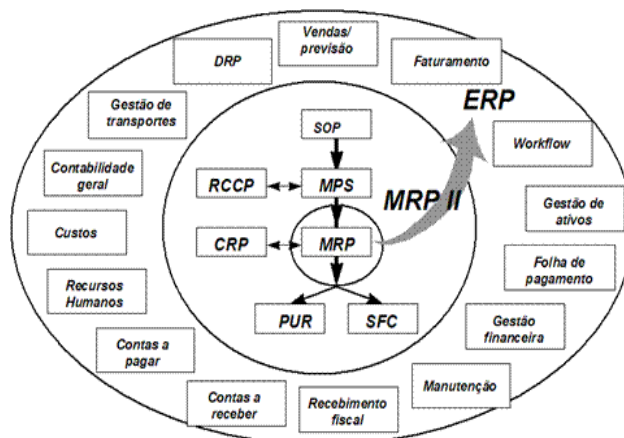 Vendas/
previsão
DRP
Faturamento
ERP
Gestão de
transportes
SOP
Workflow
Contabilidade
geral
RCCP
MPS
MRP II
Gestão de
ativos
Custos
CRP
MRP
Folha de
pagamento
Recursos
Humanos
PUR
SFC
Gestão
financeira
Contas a
pagar
Manutenção
Contas a
receber
Recebimento
fiscal